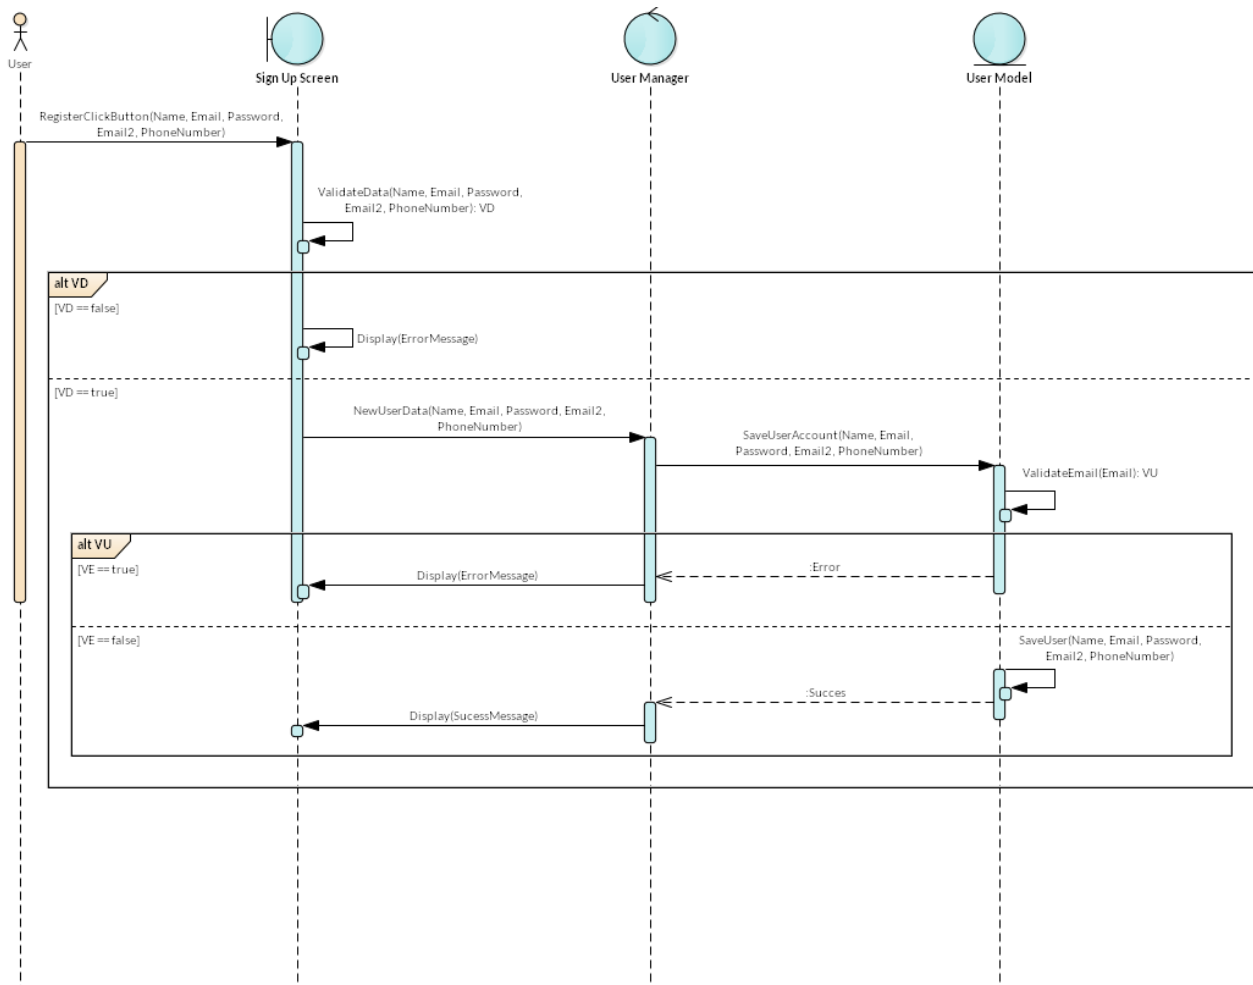 User
Sign Up Screen
User Manager
User Model
RegisterClickButton(Name, Email, Password,
Email2, PhoneNumber)
ValidateData(Name, Email, Password,
Email2, PhoneNumber): VD
alt VD
[VD == false]
Display(ErrorMessage)
[VD == true]
NewUserData(Name, Email, Password, Email2,
PhoneNumber)
SaveUserAccount(Name, Email,
Password, Email2, PhoneNumber)
ValidateEmail(Email): VU
alt VU
[VE == true]
:Error
Display(ErrorMessage)
[VE == false]
SaveUser(Name, Email, Password,
Email2, PhoneNumber)
:Succes
Display(SucessMessage)